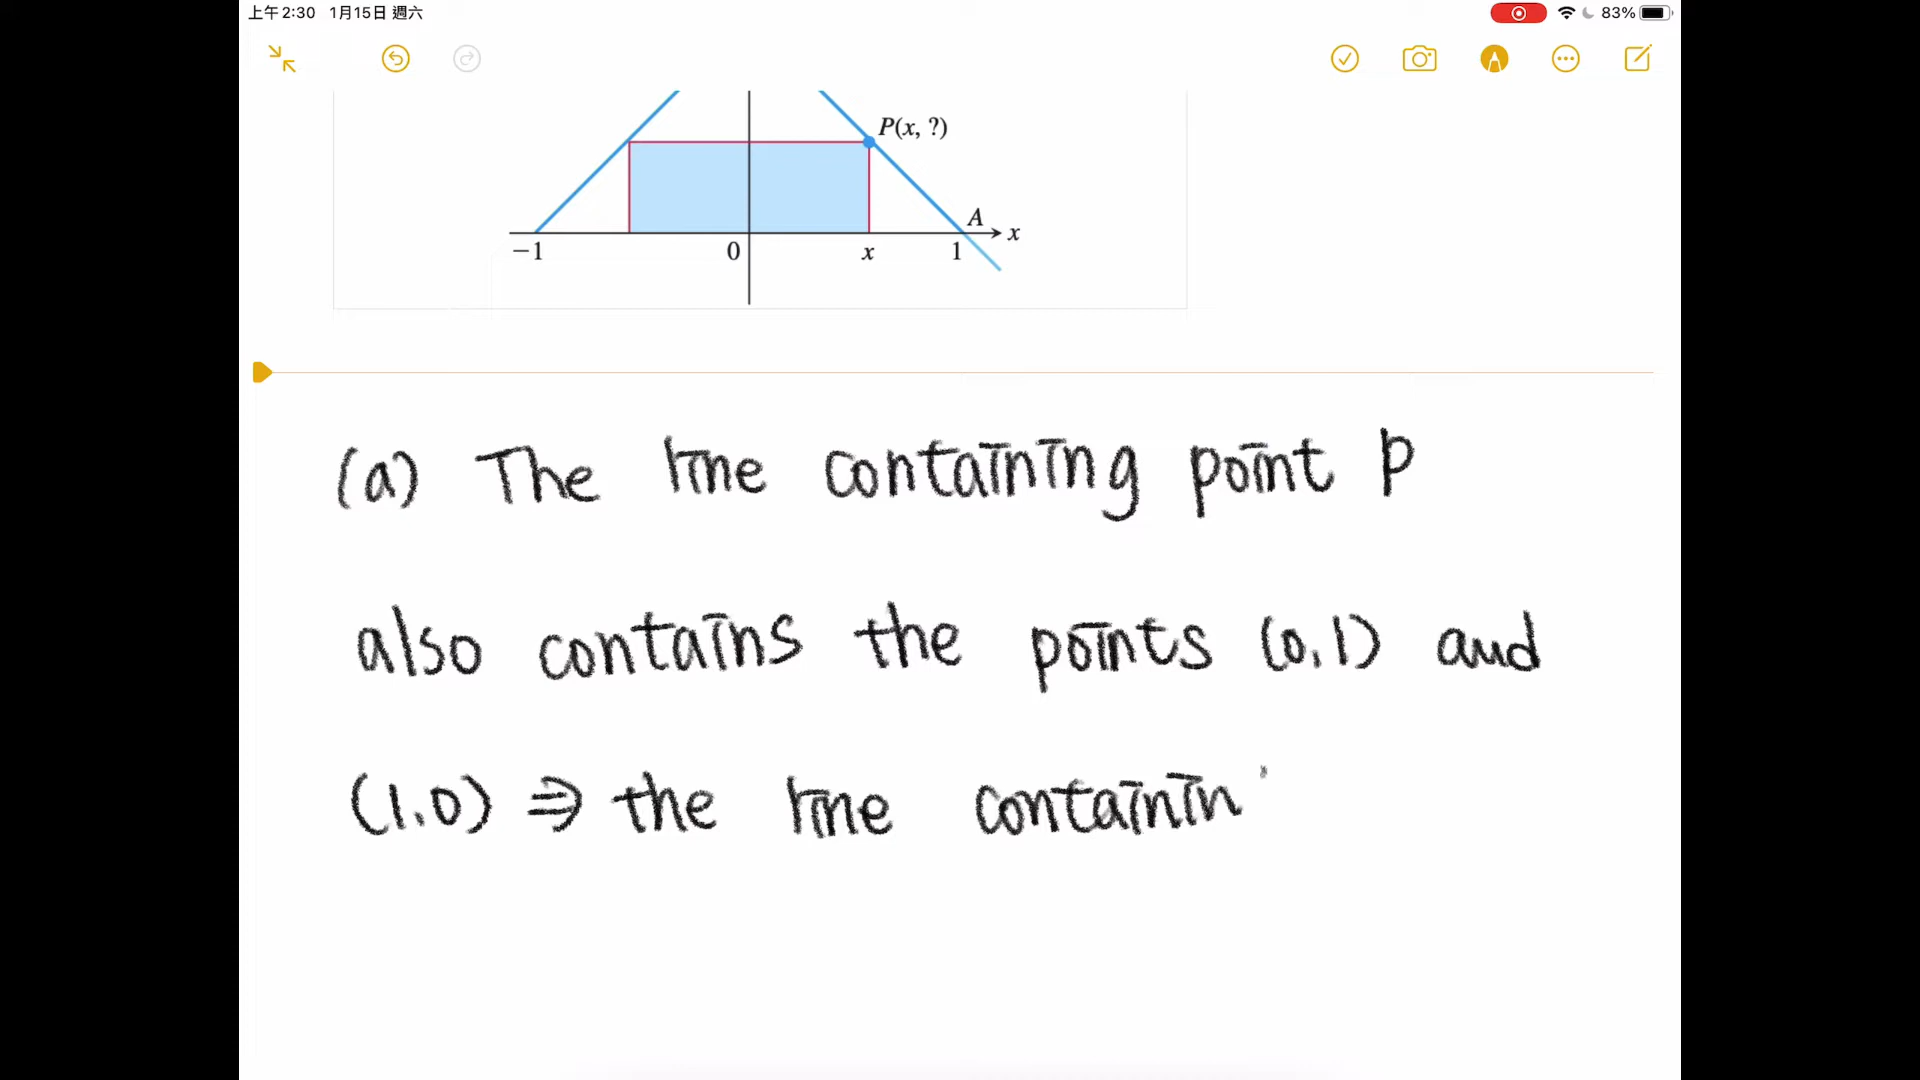 上午2:30 1月15日 週六
83%
P(x, ?)
A
x
−1 0 x 1
(a) The line containing point P
also contains the points (0,1) and
(1,0) ⇒ the line containin